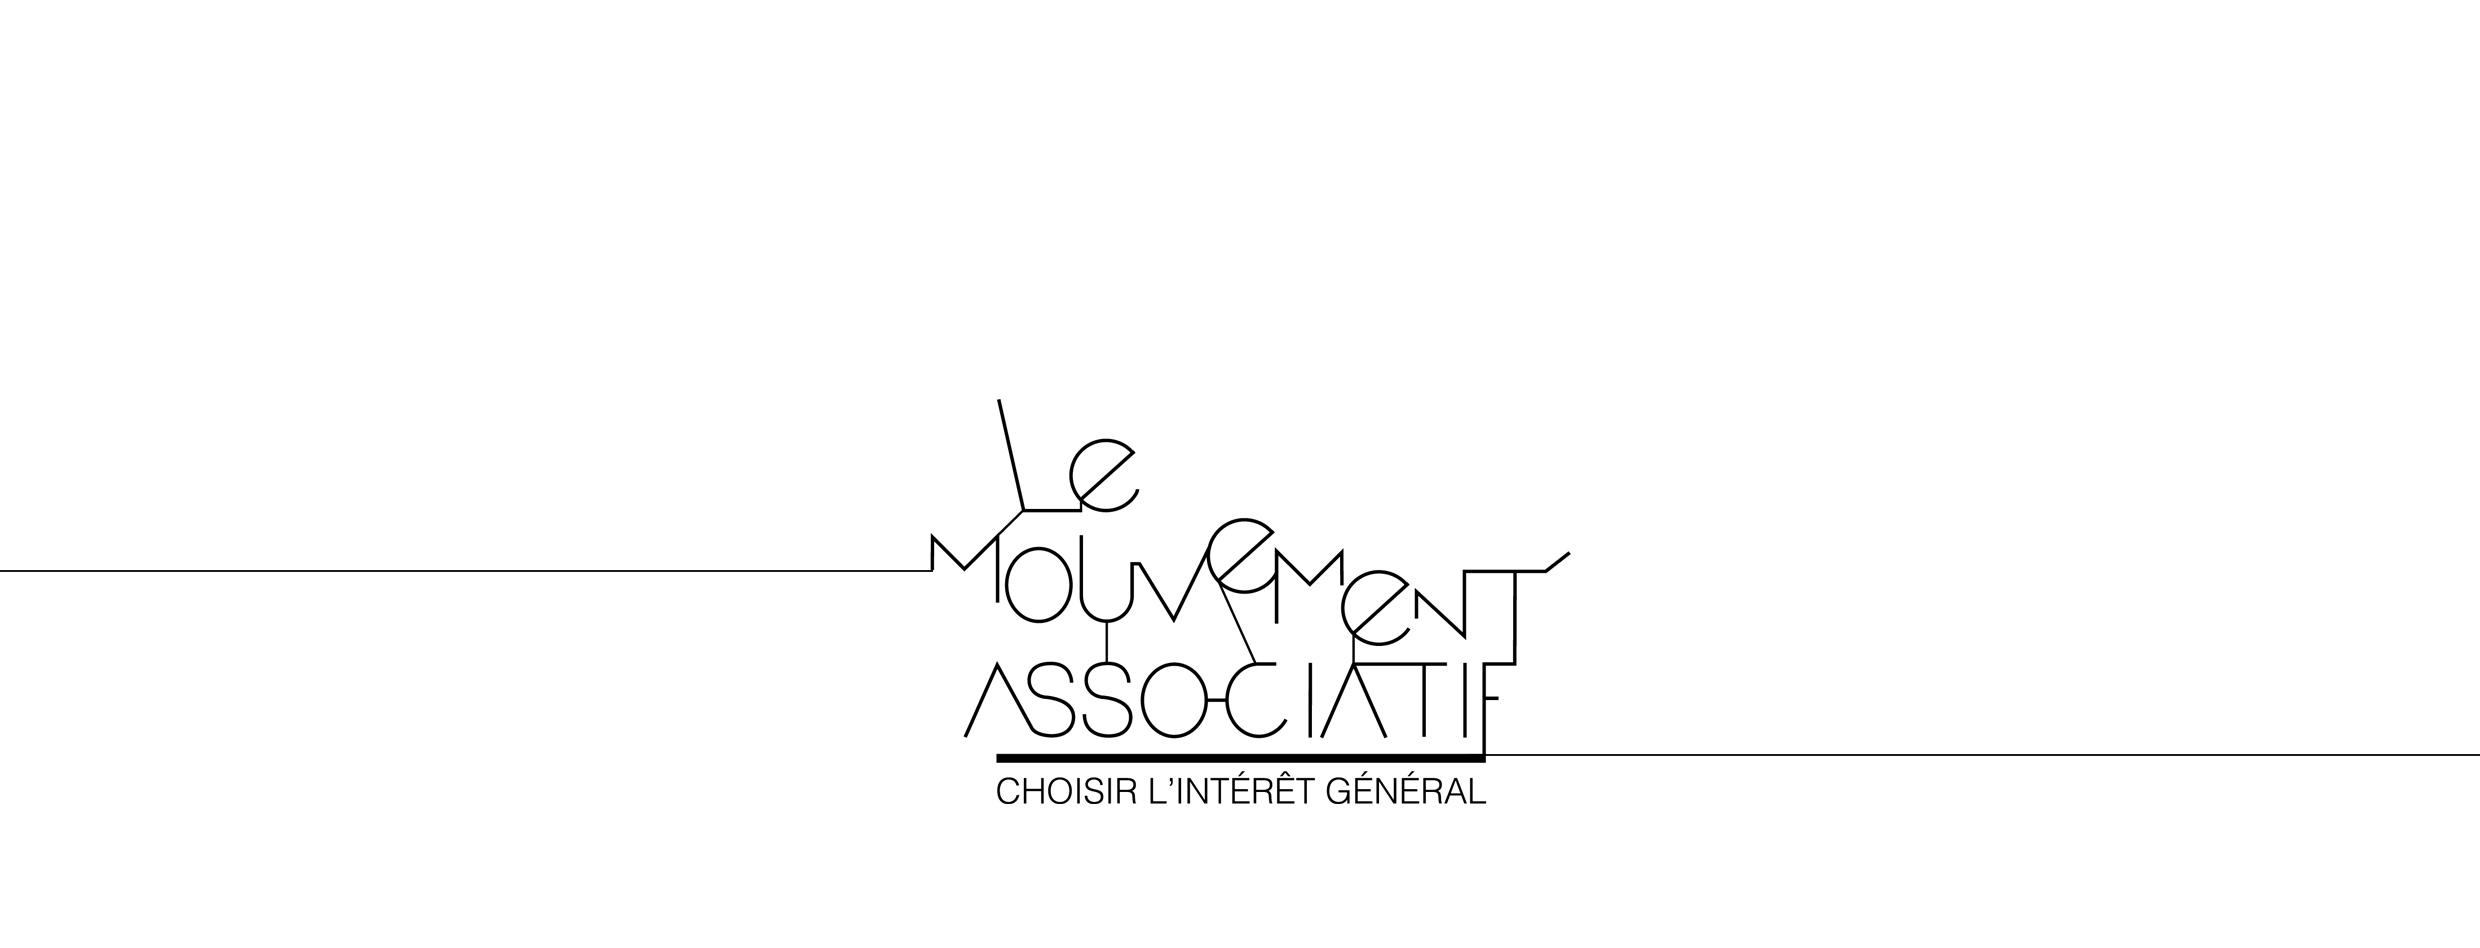 Le
MOUVeMeNT
ASSOCIATIF
CHOISIR L'INTÉRÊT GÉNÉRAL